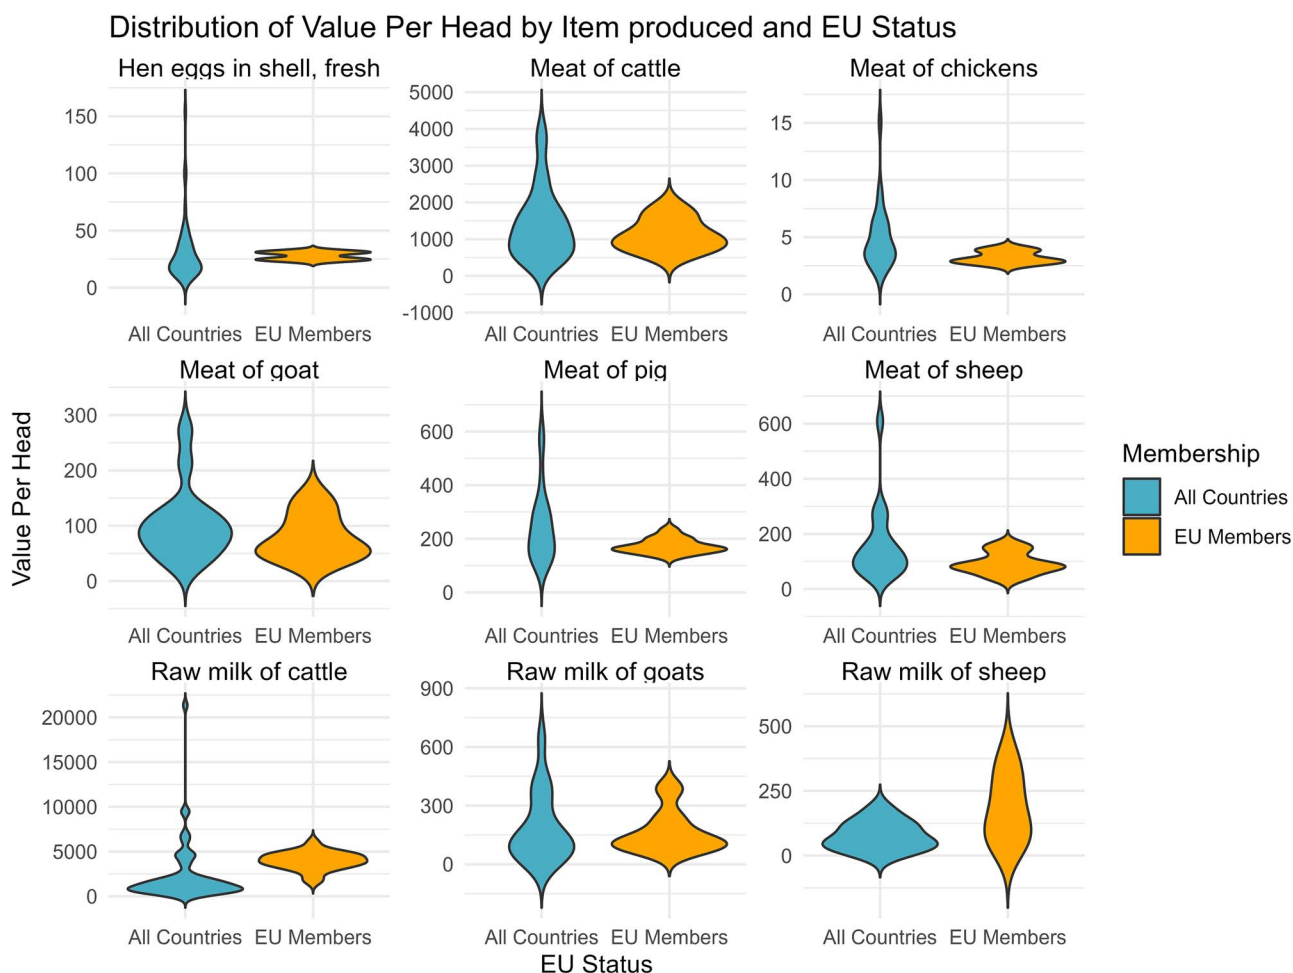 Distribution of Value Per Head by Item produced and EU Status
Hen eggs in shell, fresh
150
100
50
0
All Countries EU Members
Meat of cattle
5000
4000
3000
2000
1000
0
-1000
All Countries EU Members
Meat of chickens
15
10
5
0
All Countries EU Members
Meat of goat
300
200
100
0
All Countries EU Members
Meat of pig
600
400
200
0
All Countries EU Members
Meat of sheep
600
400
200
0
All Countries EU Members
Raw milk of cattle
20000
15000
10000
5000
0
All Countries EU Members
Raw milk of goats
900
600
300
0
All Countries EU Members
Raw milk of sheep
500
250
0
All Countries EU Members
Value Per Head
EU Status
Membership
All Countries
EU Members